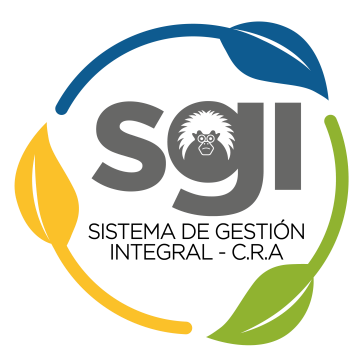 sgi
SISTEMA DE GESTIÓN
INTEGRAL - C.R.A